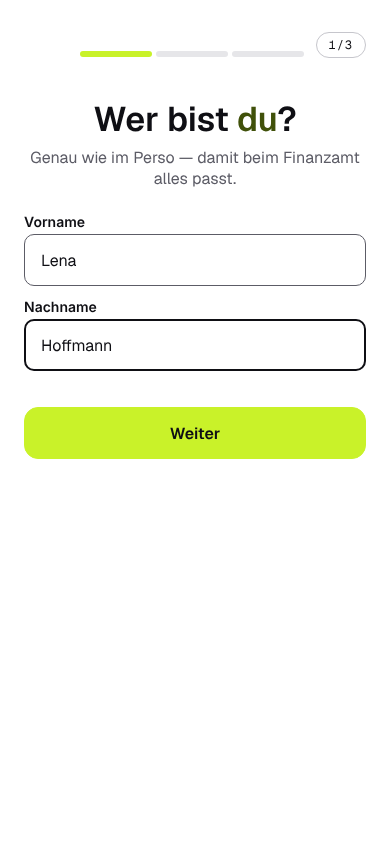 1/3
Wer bist du?
Genau wie im Perso — damit beim Finanzamt
alles passt.
Vorname
Lena
Nachname
Hoffmann
Weiter